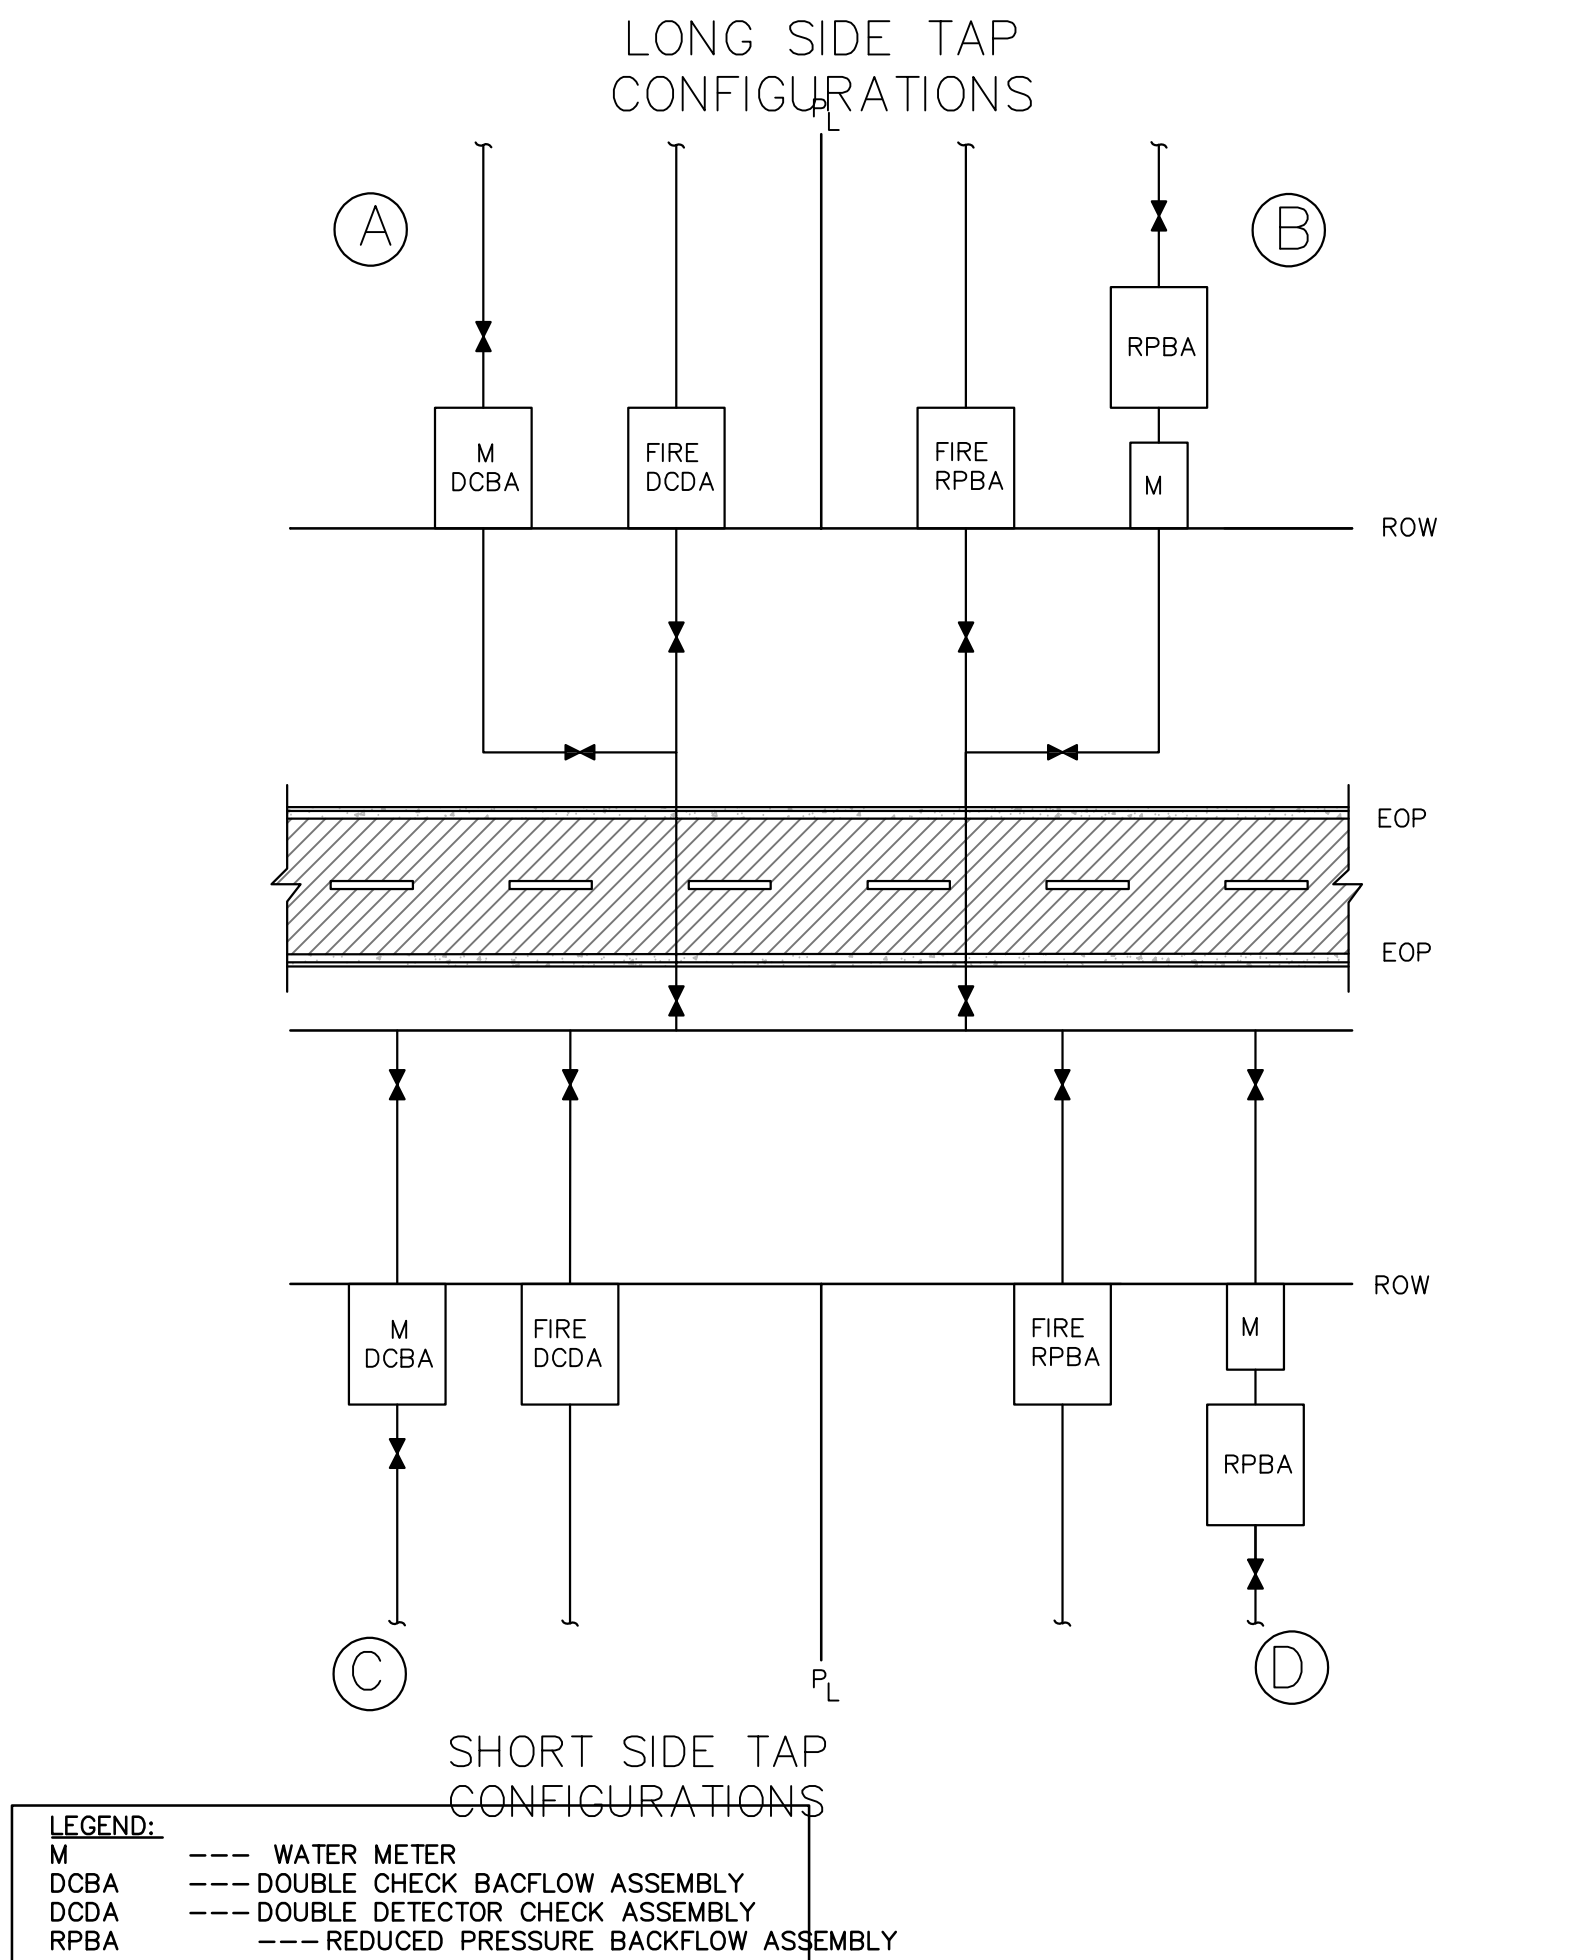 LONG SIDE TAP
CONFIGURATIONS
PL
A
B
RPBA
M
DCBA
FIRE
DCDA
FIRE
RPBA
M
ROW
EOP
EOP
ROW
M
DCBA
FIRE
DCDA
FIRE
RPBA
M
RPBA
C
D
PL
SHORT SIDE TAP
CONFIGURATIONS
LEGEND:
M --- WATER METER
DCBA --- DOUBLE CHECK BACFLOW ASSEMBLY
DCDA --- DOUBLE DETECTOR CHECK ASSEMBLY
RPBA --- REDUCED PRESSURE BACKFLOW ASSEMBLY